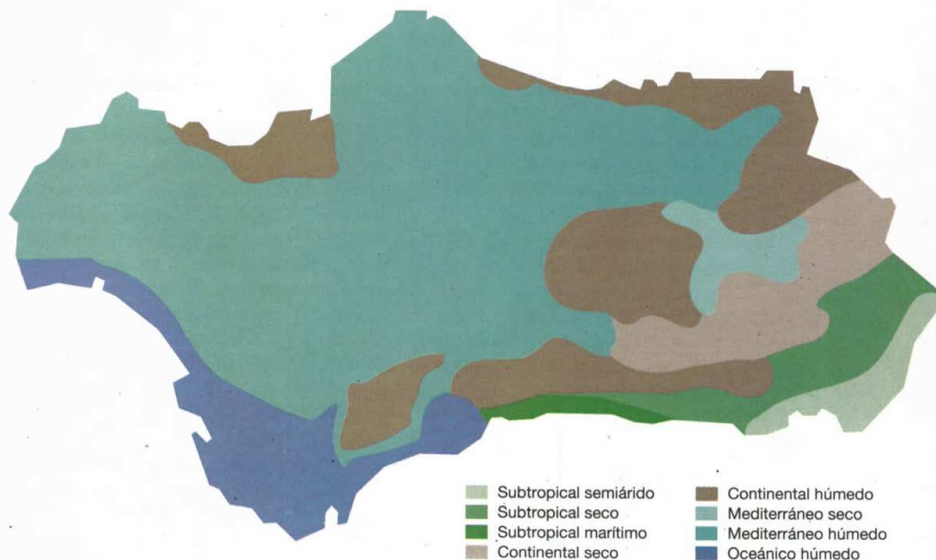 Subtropical semiárido
Subtropical seco
Subtropical marítimo
Continental seco
Continental húmedo
Mediterráneo seco
Mediterráneo húmedo
Oceánico húmedo